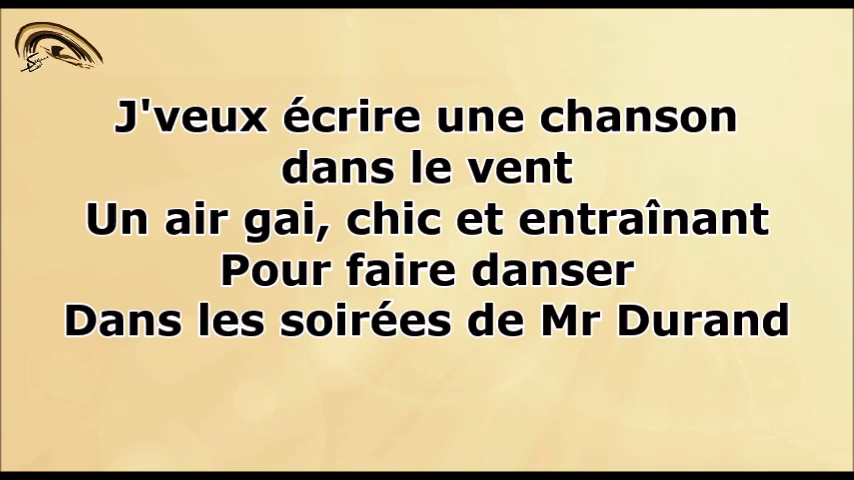 J'veux écrire une chanson
dans le vent
Un air gai, chic et entraînant
Pour faire danser
Dans les soirées de Mr Durand